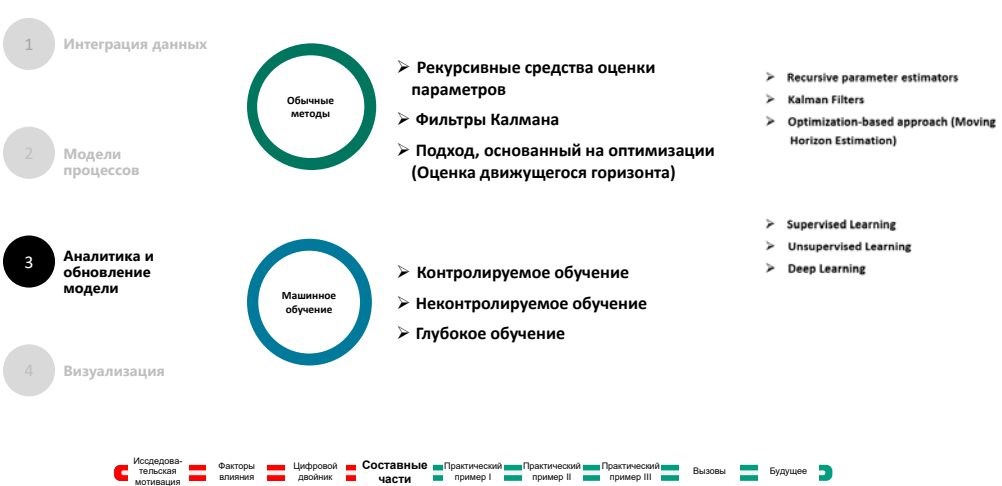 1
Интеграция данных
2
Модели
процессов
3
Аналитика и
обновление
модели
4
Визуализация
Обычные
методы
➢ Рекурсивные средства оценки
параметров
➢ Фильтры Калмана
➢ Подход, основанный на оптимизации
(Оценка движущегося горизонта)
Машинное
обучение
➢ Контролируемое обучение
➢ Неконтролируемое обучение
➢ Глубокое обучение
➢ Recursive parameter estimators
➢ Kalman Filters
➢ Optimization-based approach (Moving
Horizon Estimation)
➢ Supervised Learning
➢ Unsupervised Learning
➢ Deep Learning
Исседова-
тельская
мотивация
Факторы
влияния
Цифровой
двойник
Составные
части
Практический
пример I
Практический
пример II
Практический
пример III
Вызовы
Будущее